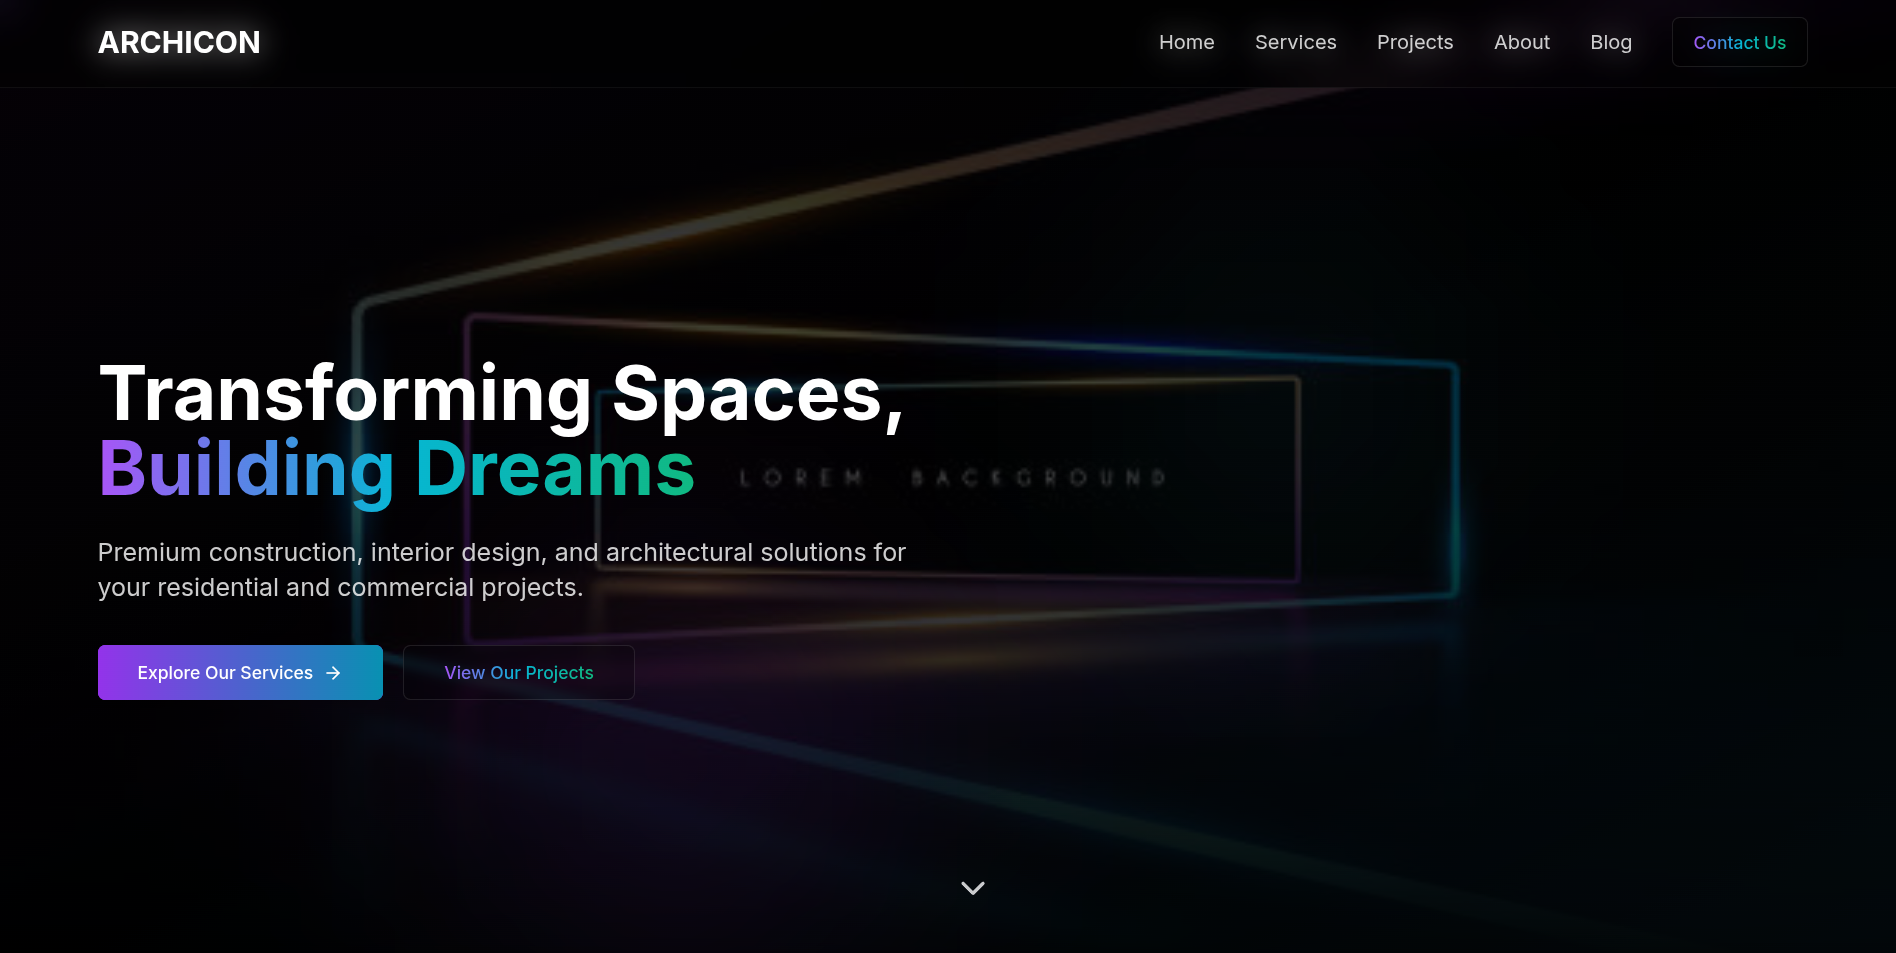 ARCHICON
Home Services Projects About Blog Contact Us
Transforming Spaces,
Building Dreams
LOREM BACKGROUND
Premium construction, interior design, and architectural solutions for
your residential and commercial projects.
Explore Our Services
View Our Projects